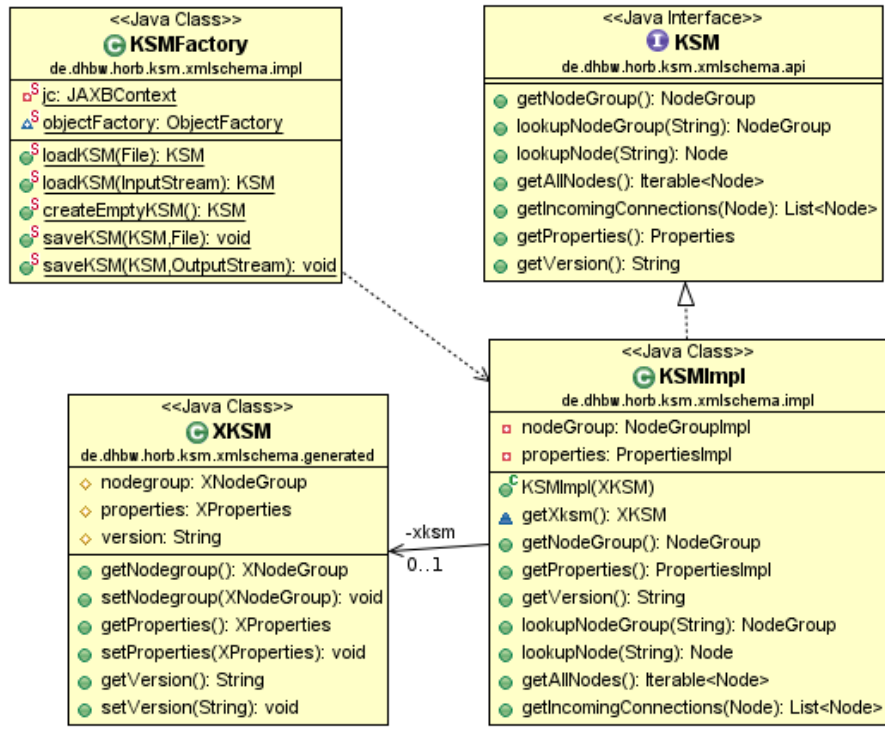 <<Java Class>>
KSMFactory
de.dhbw.horb.ksm.xmlschema.impl
jc: JAXBContext
objectFactory: ObjectFactory
loadKSM(File): KSM
loadKSM(InputStream): KSM
createEmptyKSM(): KSM
saveKSM(KSM,File): void
saveKSM(KSM,OutputStream): void
<<Java Interface>>
KSM
de.dhbw.horb.ksm.xmlschema.api
getNodeGroup(): NodeGroup
lookupNodeGroup(String): NodeGroup
lookupNode(String): Node
getAllNodes(): Iterable<Node>
getIncomingConnections(Node): List<Node>
getProperties(): Properties
getVersion(): String
<<Java Class>>
XKSM
de.dhbw.horb.ksm.xmlschema.generated
nodegroup: XNodeGroup
properties: XProperties
version: String
getNodegroup(): XNodeGroup
setNodegroup(XNodeGroup): void
getProperties(): XProperties
setProperties(XProperties): void
getVersion(): String
setVersion(String): void
-xksm
0..1
<<Java Class>>
KSMImpl
de.dhbw.horb.ksm.xmlschema.impl
nodeGroup: NodeGroupImpl
properties: PropertiesImpl
KSMImpl(XKSM)
getXksm(): XKSM
getNodeGroup(): NodeGroup
getProperties(): PropertiesImpl
getVersion(): String
lookupNodeGroup(String): NodeGroup
lookupNode(String): Node
getAllNodes(): Iterable<Node>
getIncomingConnections(Node): List<Node>